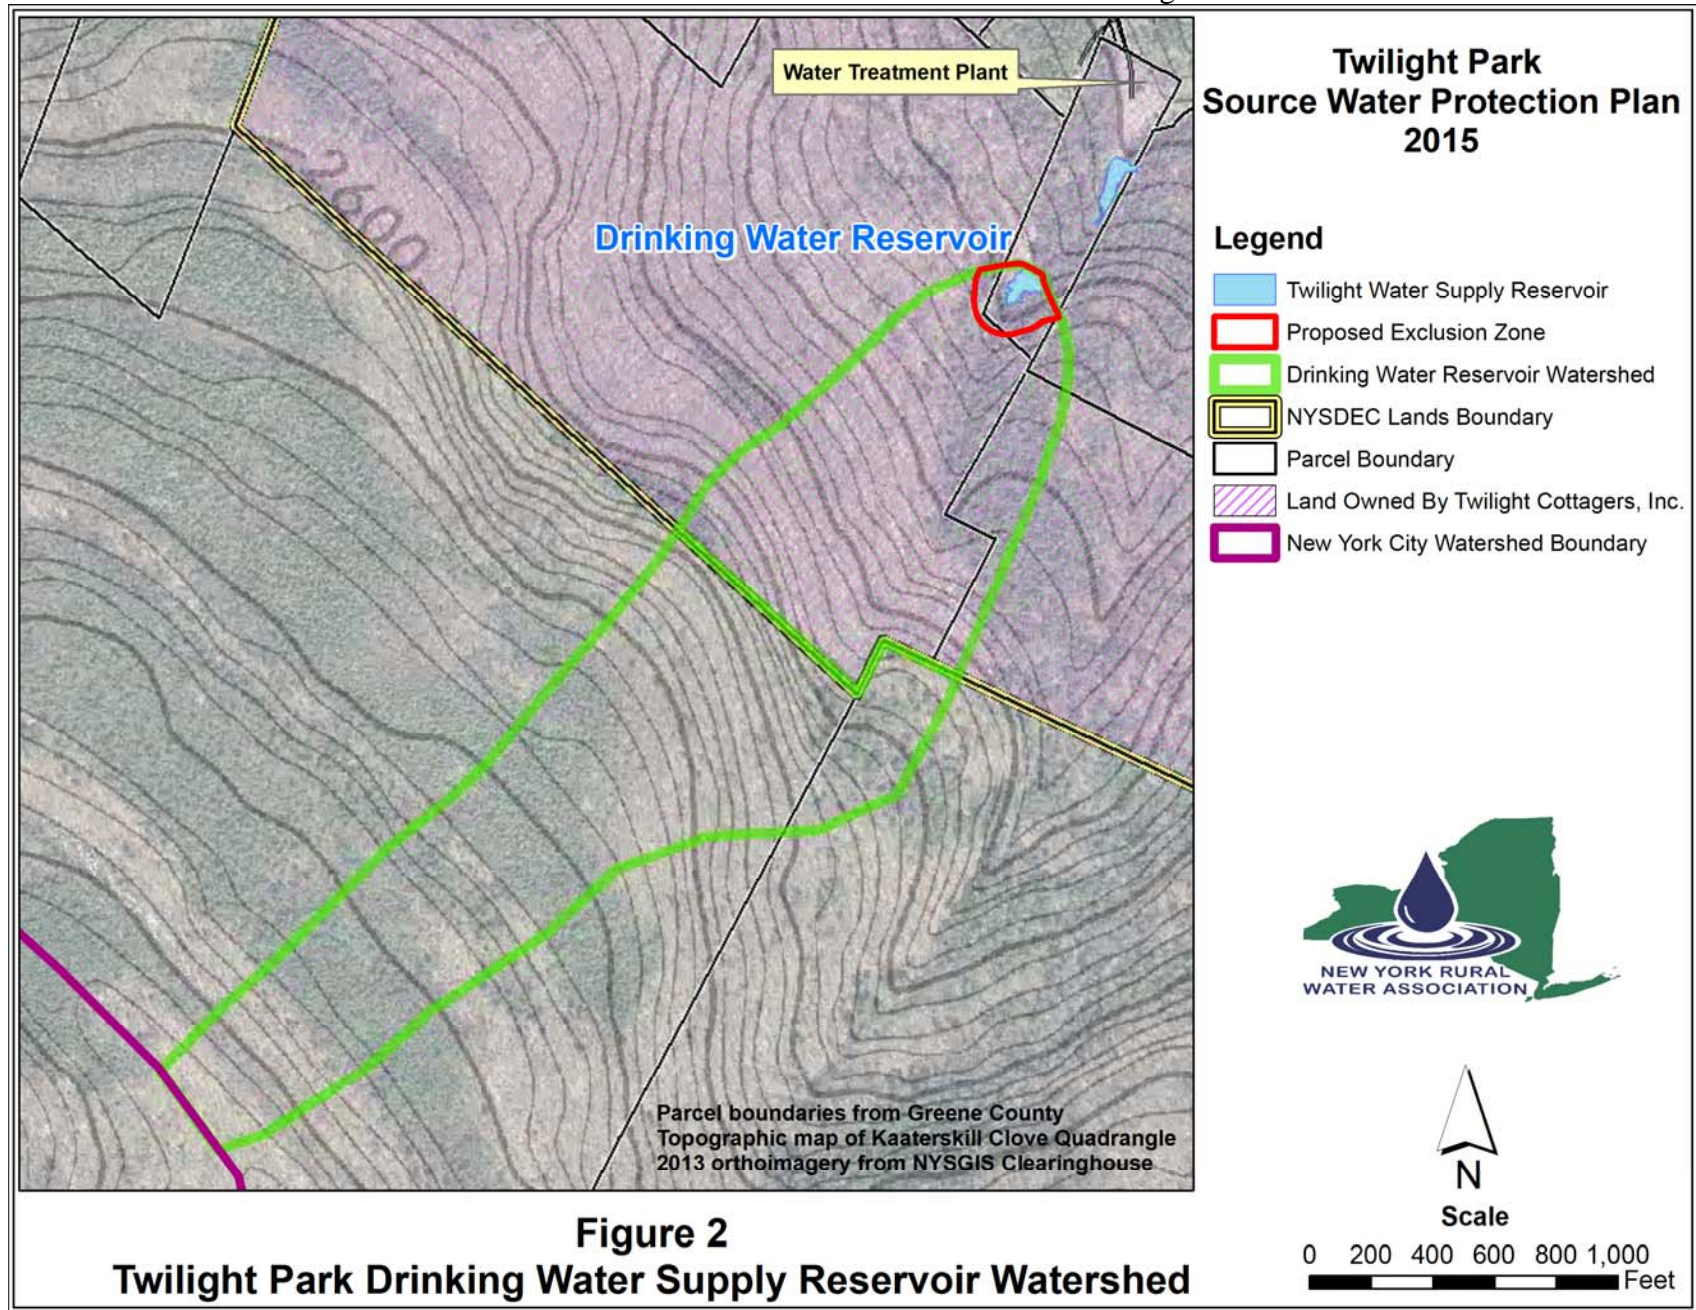 Water Treatment Plant
Twilight Park
Source Water Protection Plan
2015
2600
Drinking Water Reservoir
Legend
Twilight Water Supply Reservoir
Proposed Exclusion Zone
Drinking Water Reservoir Watershed
NYSDEC Lands Boundary
Parcel Boundary
Land Owned By Twilight Cottagers, Inc.
New York City Watershed Boundary
NEW YORK RURAL
WATER ASSOCIATION
Parcel boundaries from Greene County
Topographic map of Kaaterskill Clove Quadrangle
2013 orthoimagery from NYSGIS Clearinghouse
N
Scale
0 200 400 600 800 1,000
Feet
Figure 2
Twilight Park Drinking Water Supply Reservoir Watershed